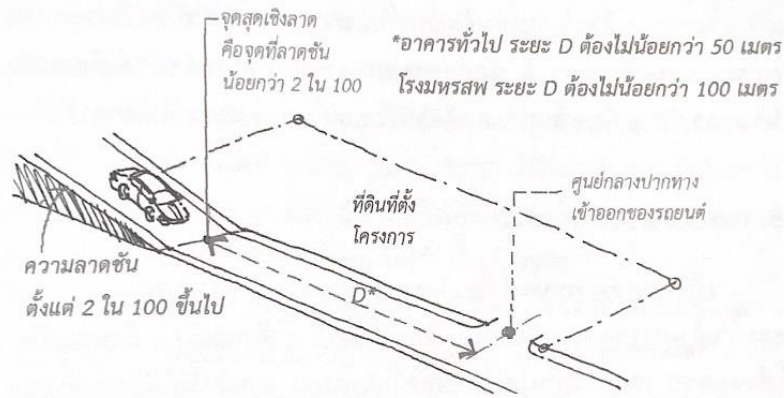 จุดสุดเชิงลาด
คือจุดที่ลาดชัน
น้อยกว่า 2 ใน 100
*อาคารทั่วไป ระยะ D ต้องไม่น้อยกว่า 50 เมตร
โรงมหรสพ ระยะ D ต้องไม่น้อยกว่า 100 เมตร
ศูนย์กลางปากทาง
เข้าออกของรถยนต์
ที่ดินที่ตั้ง
โครงการ
ความลาดชัน
ตั้งแต่ 2 ใน 100 ขึ้นไป
D*